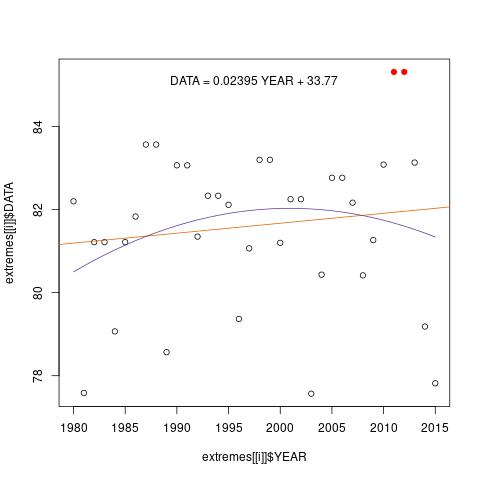 DATA = 0.02395 YEAR + 33.77
84
82
80
78
extremes[[i]]$DATA
1980 1985 1990 1995 2000 2005 2010 2015
extremes[[i]]$YEAR